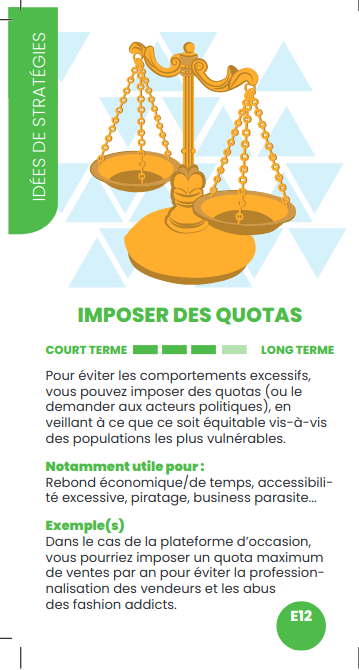 IDÉES DE STRATÉGIES
IMPOSER DES QUOTAS
COURT TERME LONG TERME
Pour éviter les comportements excessifs,
vous pouvez imposer des quotas (ou le
demander aux acteurs politiques), en
veillant à ce que ce soit équitable vis-à-vis
des populations les plus vulnérables.
Notamment utile pour :
Rebond économique/de temps, accessibili-
té excessive, piratage, business parasite...
Exemple(s)
Dans le cas de la plateforme d'occasion,
vous pourriez imposer un quota maximum
de ventes par an pour éviter la profession-
nalisation des vendeurs et les abus
des fashion addicts.
E12